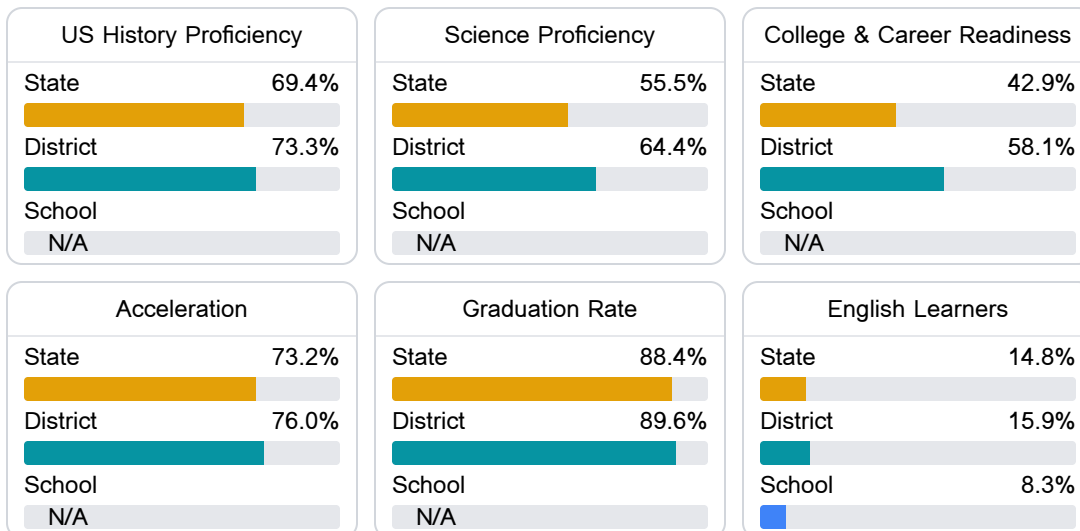 US History Proficiency
State 69.4%
District 73.3%
School
N/A
Science Proficiency
State 55.5%
District 64.4%
School
N/A
College & Career Readiness
State 42.9%
District 58.1%
School
N/A
Acceleration
State 73.2%
District 76.0%
School
N/A
Graduation Rate
State 88.4%
District 89.6%
School
N/A
English Learners
State 14.8%
District 15.9%
School 8.3%